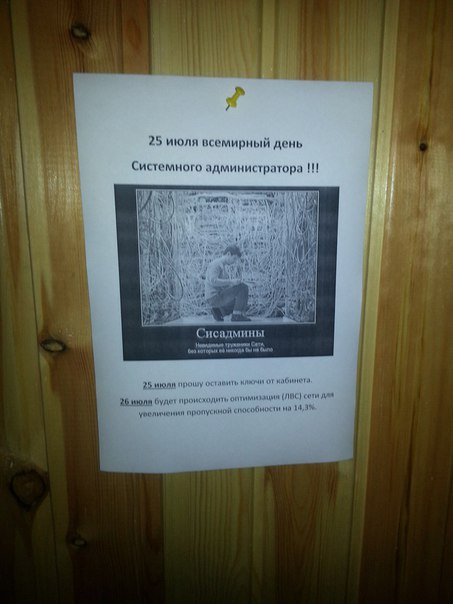 25 июля всемирный день
Системного администратора !!!
Сисадмины
Невидимые труженики Сети,
без которых её никогда бы не было
25 июля прошу оставить ключи от кабинета.
26 июля будет происходить оптимизация (ЛВС) сети для
увеличения пропускной способности на 14,3%.